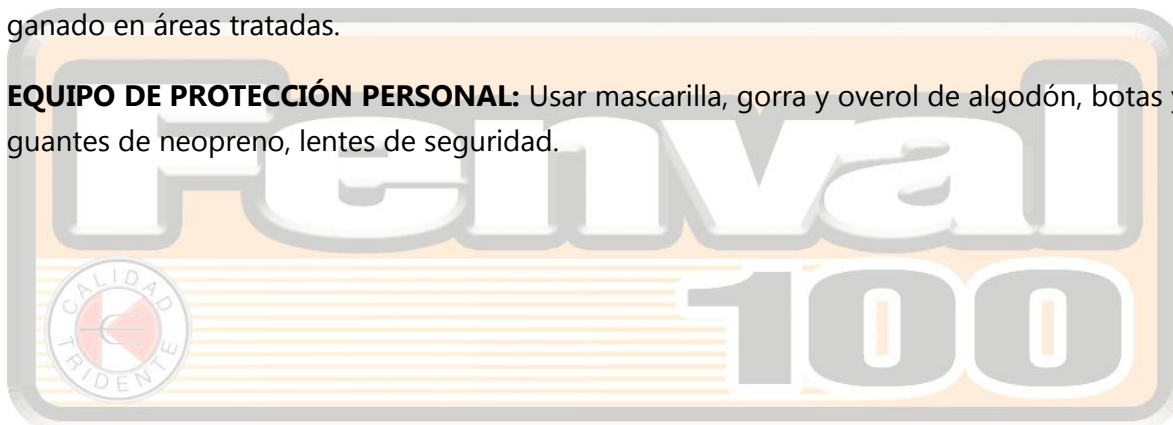 ganado en áreas tratadas.
EQUIPO DE PROTECCIÓN PERSONAL: Usar mascarilla, gorra y overol de algodón, botas y
guantes de neopreno, lentes de seguridad.
Fenval
100
CALIDAD
TRIDENTE